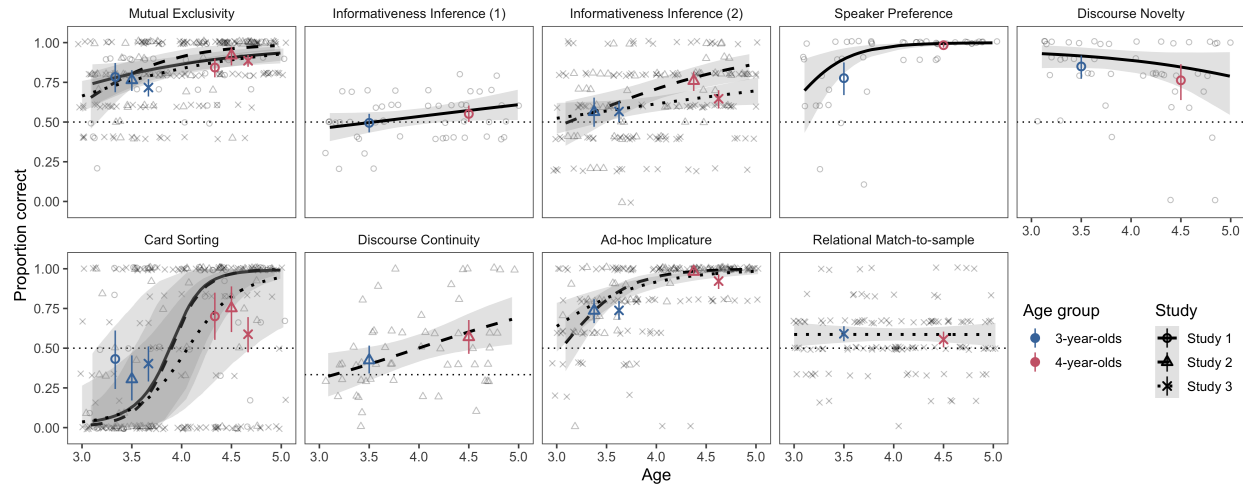 Mutual Exclusivity
Informativeness Inference (1)
Informativeness Inference (2)
Speaker Preference
Discourse Novelty
1.00
0.75
0.50
0.25
0.00
3.0 3.5 4.0 4.5 5.0
Proportion correct
Card Sorting
Discourse Continuity
Ad-hoc Implicature
Relational Match-to-sample
1.00
0.75
0.50
0.25
0.00
3.0 3.5 4.0 4.5 5.0
3.0 3.5 4.0 4.5 5.0
3.0 3.5 4.0 4.5 5.0
3.0 3.5 4.0 4.5 5.0
Age
Age group
3-year-olds
4-year-olds
Study
Study 1
Study 2
Study 3